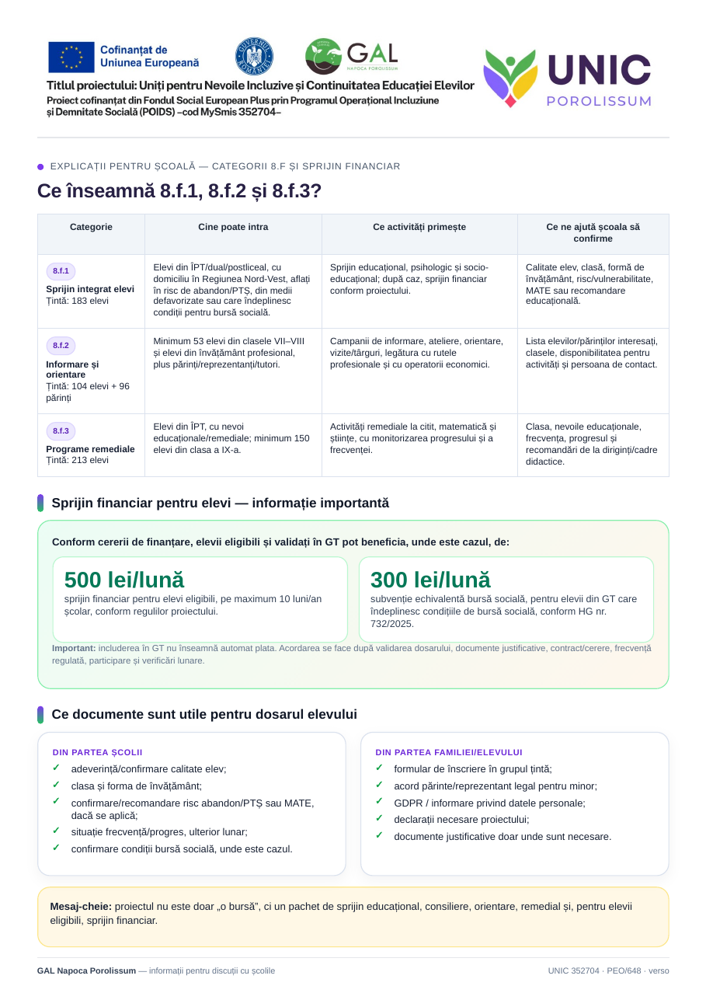 Cofinanțat de
Uniunea Europeană
GUVERNUL ROMÂNIEI
GAL
NAPOCA POROLISSUM
Titlul proiectului: Uniți pentru Nevoile Incluzive și Continuitatea Educației Elevilor
Proiect cofinanțat din Fondul Social European Plus prin Programul Operațional Incluziune
și Demnitate Socială (POIDS) –cod MySmis 352704–
UNIC
POROLISSUM
EXPLICAȚII PENTRU ȘCOALĂ — CATEGORII 8.F ȘI SPRIJIN FINANCIAR
Ce înseamnă 8.f.1, 8.f.2 și 8.f.3?
Categorie
Cine poate intra
Ce activități primește
Ce ne ajută școala să
confirme
8.f.1
Sprijin integrat elevi
Țintă: 183 elevi
Elevi din ÎPT/dual/postliceal, cu
domiciliu în Regiunea Nord-Vest, aflați
în risc de abandon/PTȘ, din medii
defavorizate sau care îndeplinesc
condiții pentru bursă socială.
Sprijin educațional, psihologic și socio-
educațional; după caz, sprijin financiar
conform proiectului.
Calitate elev, clasă, formă de
învățământ, risc/vulnerabilitate,
MATE sau recomandare
educațională.
8.f.2
Informare și
orientare
Țintă: 104 elevi + 96
părinți
Minimum 53 elevi din clasele VII–VIII
și elevi din învățământ profesional,
plus părinți/reprezentanți/tutori.
Campanii de informare, ateliere, orientare,
vizite/târguri, legătura cu rutele
profesionale și cu operatorii economici.
Lista elevilor/părinților interesați,
clasele, disponibilitatea pentru
activități și persoana de contact.
8.f.3
Programe remediale
Țintă: 213 elevi
Elevi din ÎPT, cu nevoi
educaționale/remediale; minimum 150
elevi din clasa a IX-a.
Activități remediale la citit, matematică și
științe, cu monitorizarea progresului și a
frecvenței.
Clasa, nevoile educaționale,
frecvența, progresul și
recomandări de la diriginți/cadre
didactice.
Sprijin financiar pentru elevi — informație importantă
Conform cererii de finanțare, elevii eligibili și validați în GT pot beneficia, unde este cazul, de:
500 lei/lună
sprijin financiar pentru elevi eligibili, pe maximum 10 luni/an
școlar, conform regulilor proiectului.
300 lei/lună
subvenție echivalentă bursă socială, pentru elevii din GT care
îndeplinesc condițiile de bursă socială, conform HG nr.
732/2025.
Important: includerea în GT nu înseamnă automat plata. Acordarea se face după validarea dosarului, documente justificative, contract/cerere, frecvență
regulată, participare și verificări lunare.
Ce documente sunt utile pentru dosarul elevului
DIN PARTEA ȘCOLII
✓ adeverință/confirmare calitate elev;
✓ clasa și forma de învățământ;
✓ confirmare/recomandare risc abandon/PTȘ sau MATE,
dacă se aplică;
✓ situație frecvență/progres, ulterior lunar;
✓ confirmare condiții bursă socială, unde este cazul.
DIN PARTEA FAMILIEI/ELEVULUI
✓ formular de înscriere în grupul țintă;
✓ acord părinte/reprezentant legal pentru minor;
✓ GDPR / informare privind datele personale;
✓ declarații necesare proiectului;
✓ documente justificative doar unde sunt necesare.
Mesaj-cheie: proiectul nu este doar „o bursă”, ci un pachet de sprijin educațional, consiliere, orientare, remedial și, pentru elevii
eligibili, sprijin financiar.
GAL Napoca Porolissum — informații pentru discuții cu școlile
UNIC 352704 · PEO/648 · verso